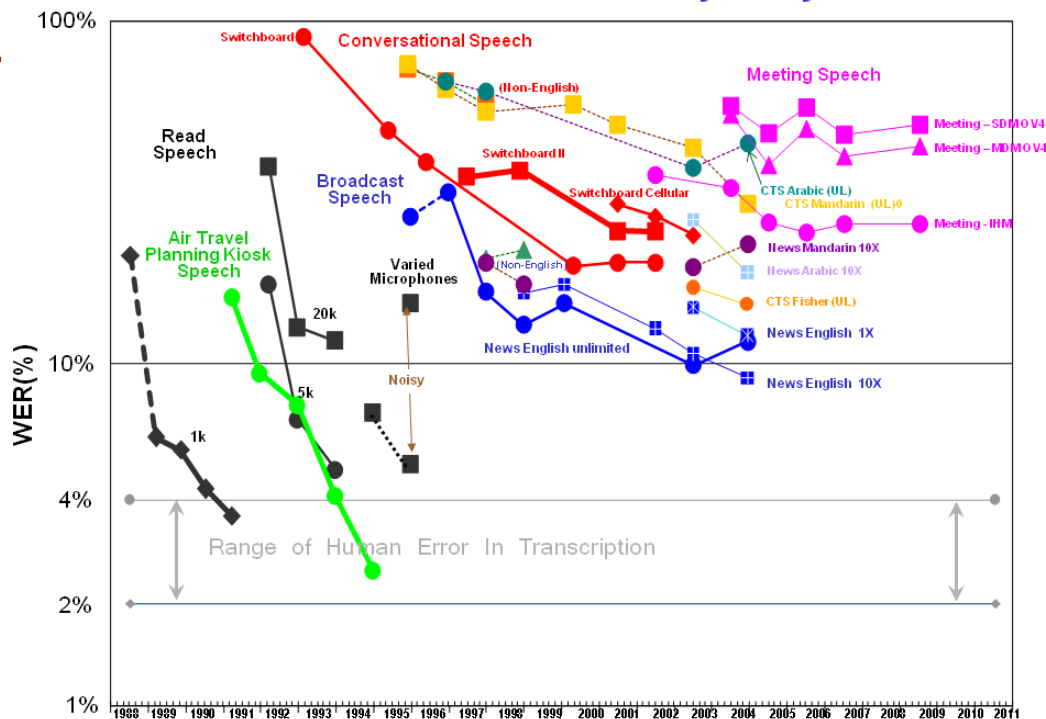 100%
Switchboard
Conversational Speech
Meeting Speech
(Non-English)
Read
Speech
Meeting – SDM OV4
Meeting – MDM OV4
Switchboard II
Broadcast
Speech
Switchboard Cellular
CTS Arabic (UL)
CTS Mandarin (UL)0
Meeting - IHM
Air Travel
Planning Kiosk
Speech
Varied
Microphones
(Non-English)
News Mandarin 10X
News Arabic 10X
CTS Fisher (UL)
20k
News English unlimited
News English 1X
10%
Noisy
News English 10X
5k
1k
WER(%)
4%
Range of Human Error In Transcription
2%
1%
1988 1989 1990 1991 1992 1993 1994 1995 1996 1997 1998 1999 2000 2001 2002 2003 2004 2005 2006 2007 2008 2009 2010 2011